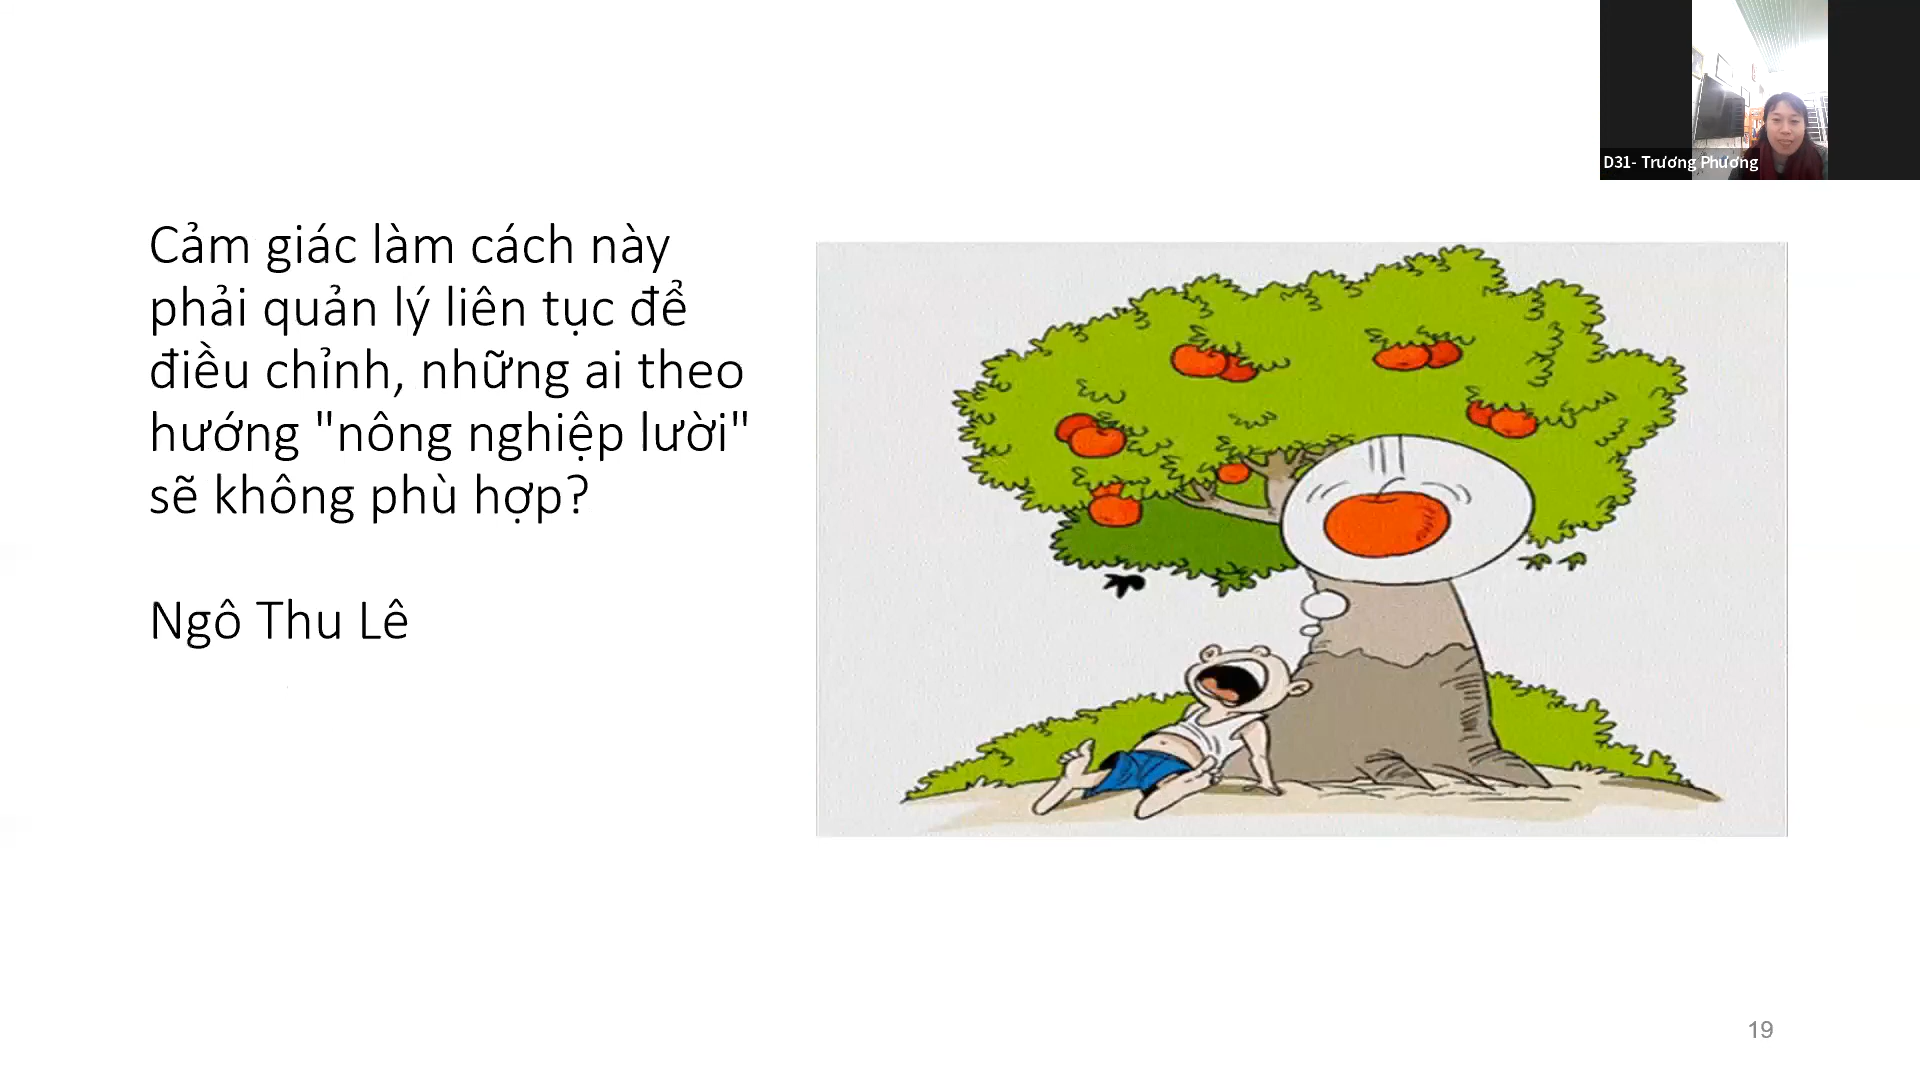 D31- Trương Phương
Cảm giác làm cách này
phải quản lý liên tục để
điều chỉnh, những ai theo
hướng "nông nghiệp lười"
sẽ không phù hợp?
Ngô Thu Lê
19